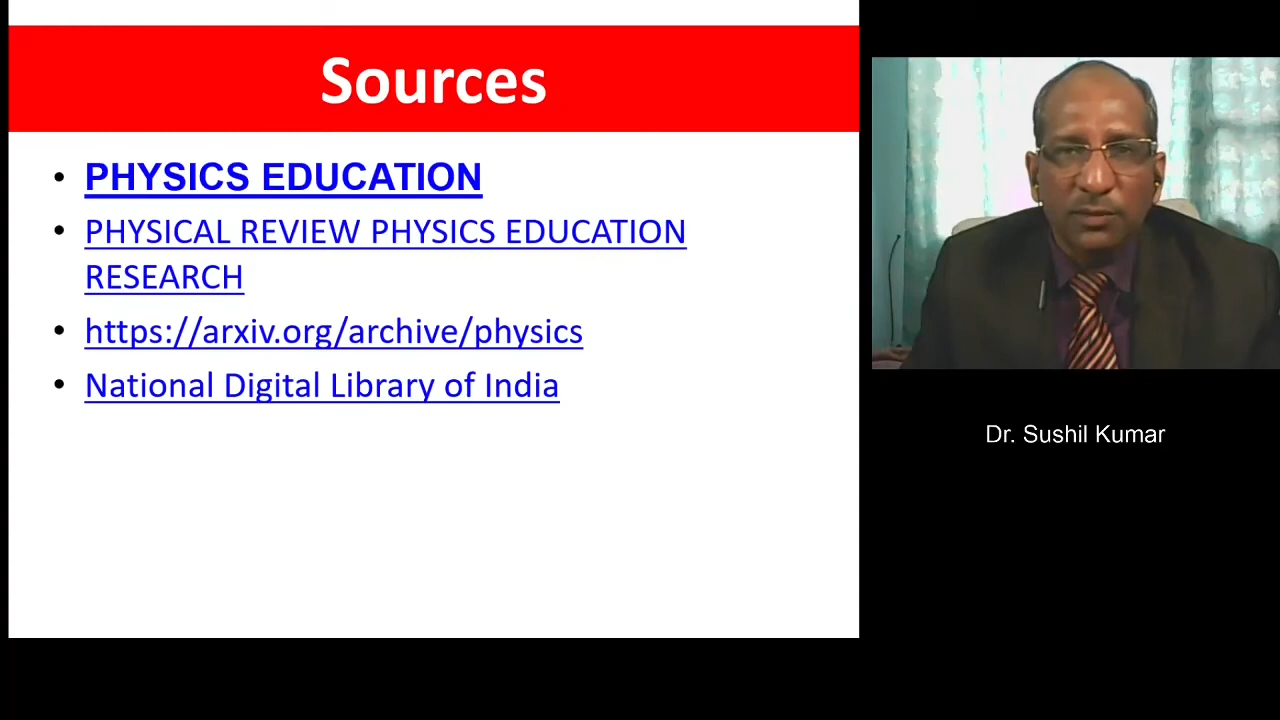 Sources
• PHYSICS EDUCATION
• PHYSICAL REVIEW PHYSICS EDUCATION
RESEARCH
• https://arxiv.org/archive/physics
• National Digital Library of India
Dr. Sushil Kumar